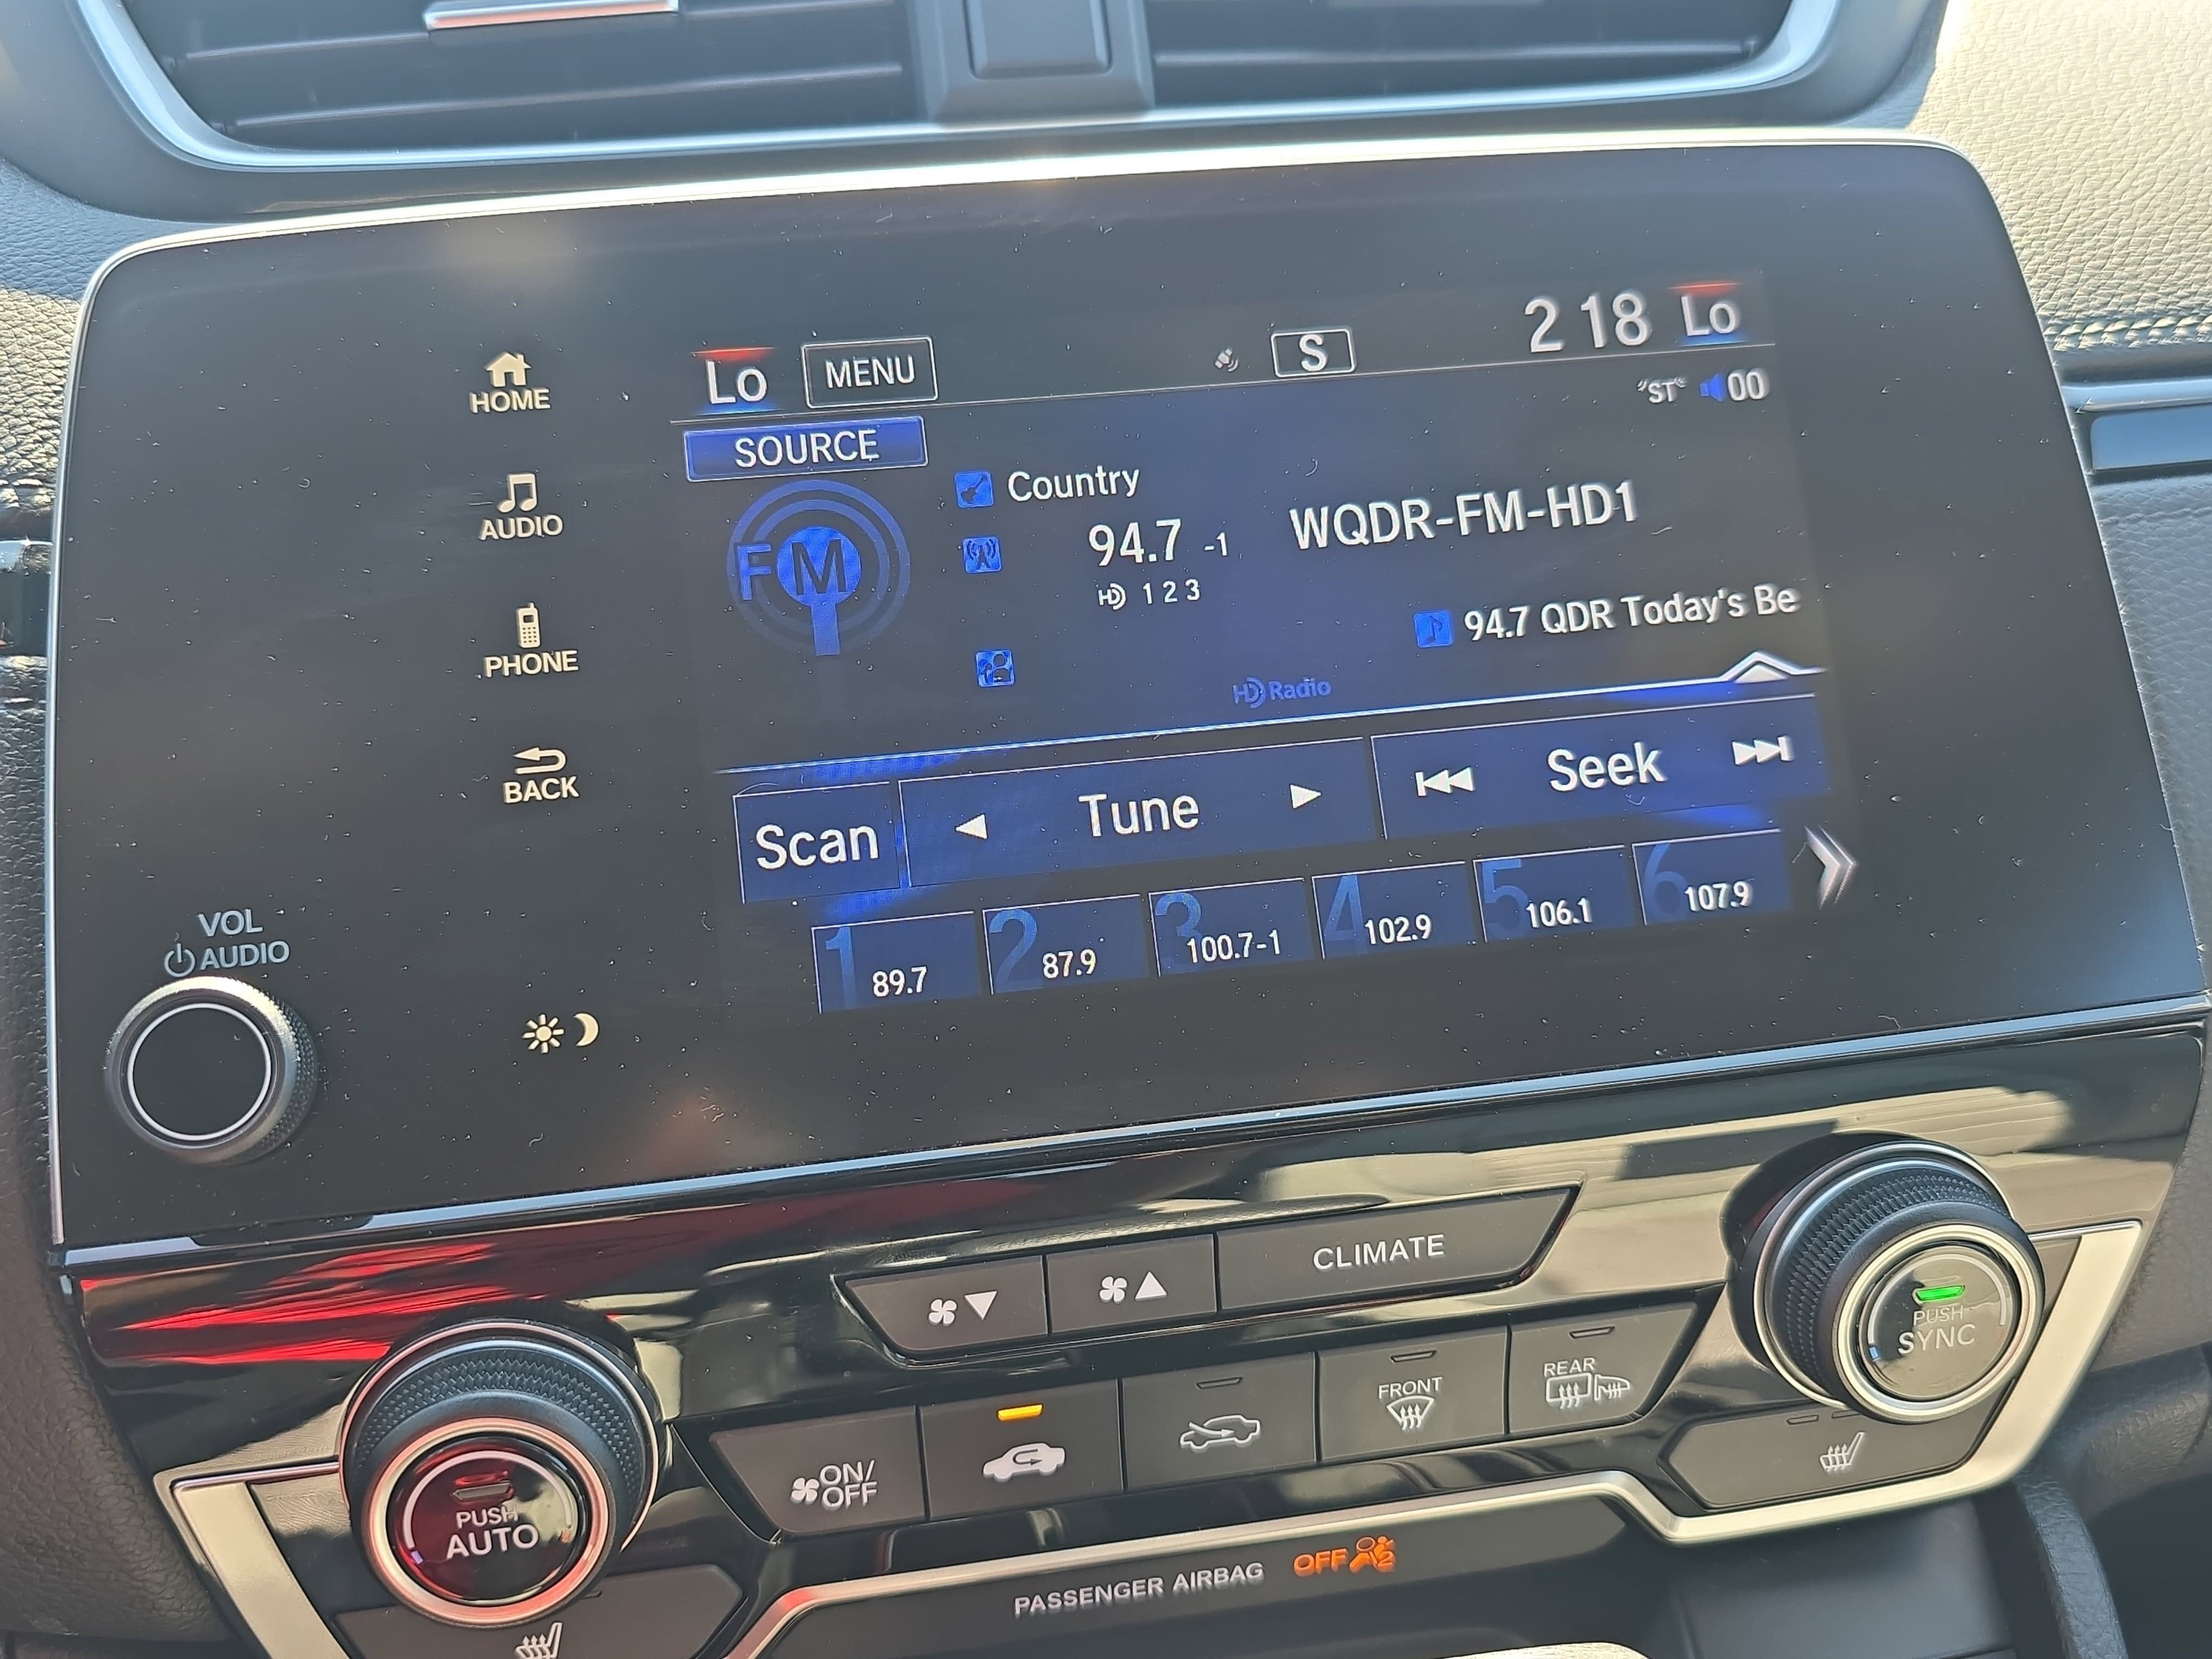 Lo MENU S 2 18 Lo
"ST" 00
HOME
SOURCE
Country
FM 94.7 -1 WQDR-FM-HD1
HD 1 2 3
AUDIO
94.7 QDR Today's Be
PHONE
HD Radio
BACK
Scan Tune Seek
1 89.7 2 87.9 3 100.7-1 4 102.9 5 106.1 6 107.9
VOL
AUDIO
CLIMATE
PUSH
SYNC
FRONT
REAR
ON/
OFF
PUSH
AUTO
PASSENGER AIRBAG OFF 2